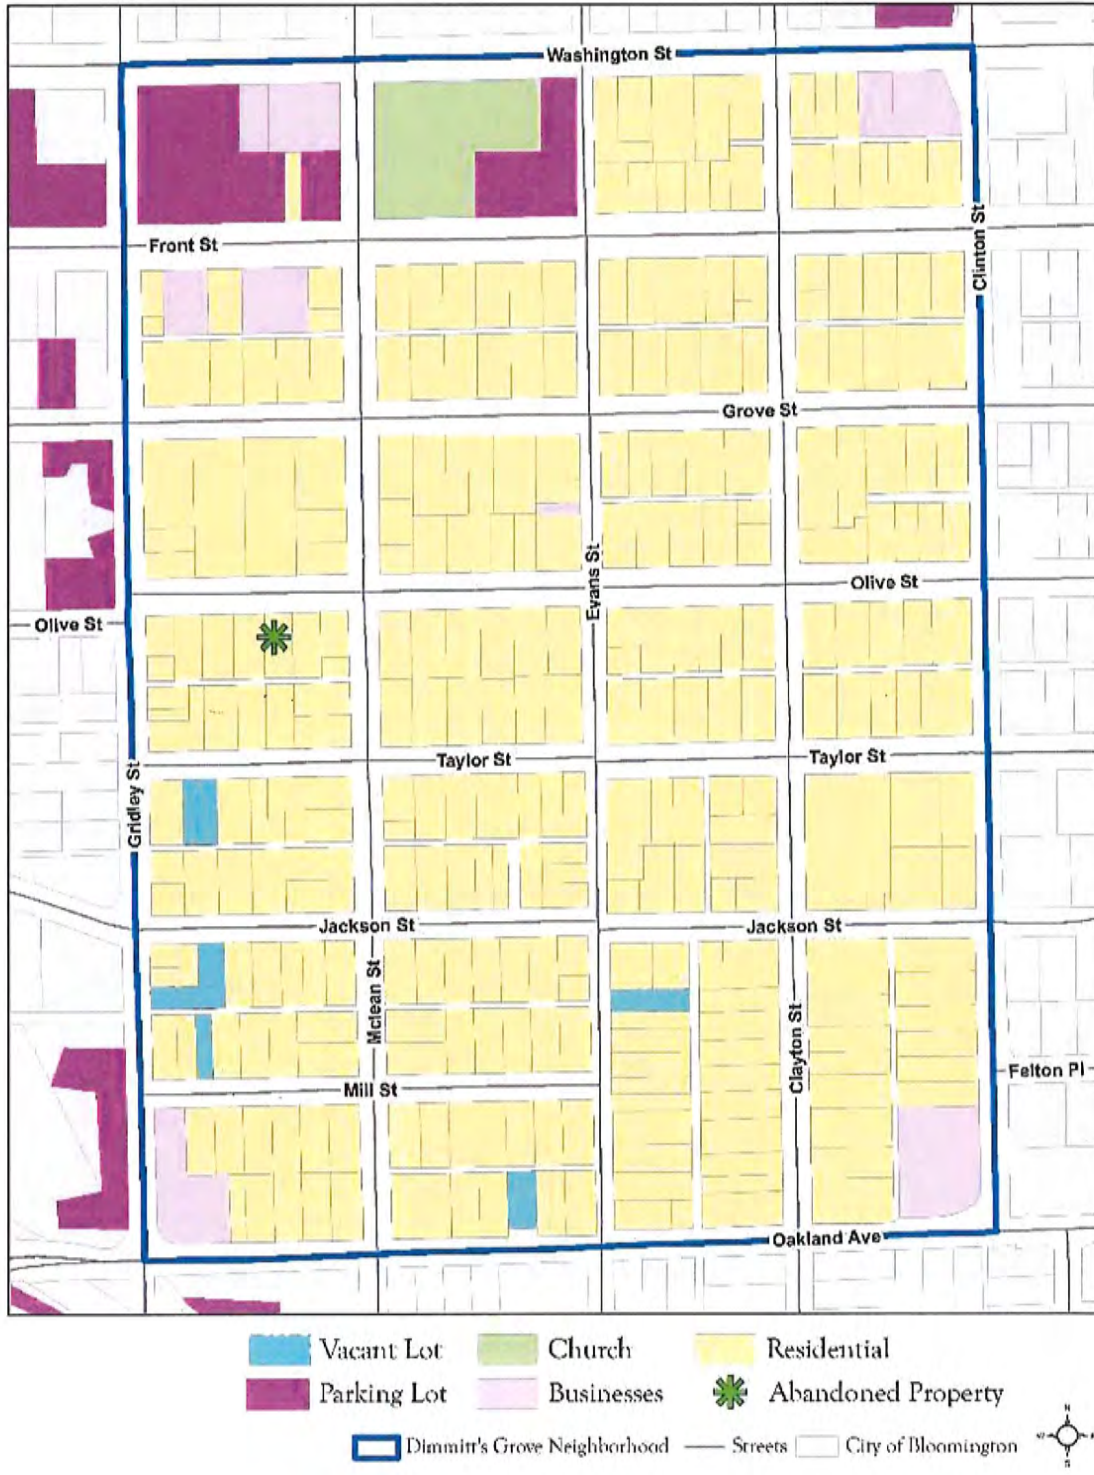 Washington St
Front St
Clinton St
Grove St
Evans St
Olive St
Olive St
Gridley St
Taylor St
Taylor St
Jackson St
Jackson St
Mclean St
Clayton St
Mill St
Felton Pl
Oakland Ave
Vacant Lot
Church
Residential
Parking Lot
Businesses
Abandoned Property
Dimmitt's Grove Neighborhood
Streets
City of Bloomington
N
S